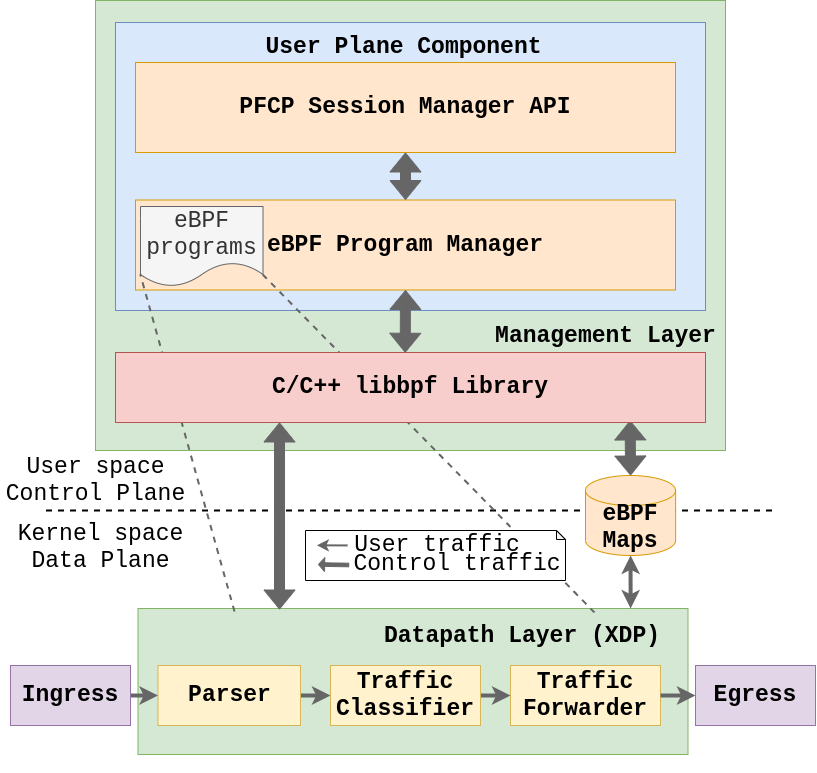 User Plane Component
PFCP Session Manager API
eBPF
programs
eBPF Program Manager
Management Layer
C/C++ libbpf Library
User space
Control Plane
Kernel space
Data Plane
eBPF
Maps
User traffic
Control traffic
Datapath Layer (XDP)
Ingress
Parser
Traffic
Classifier
Traffic
Forwarder
Egress